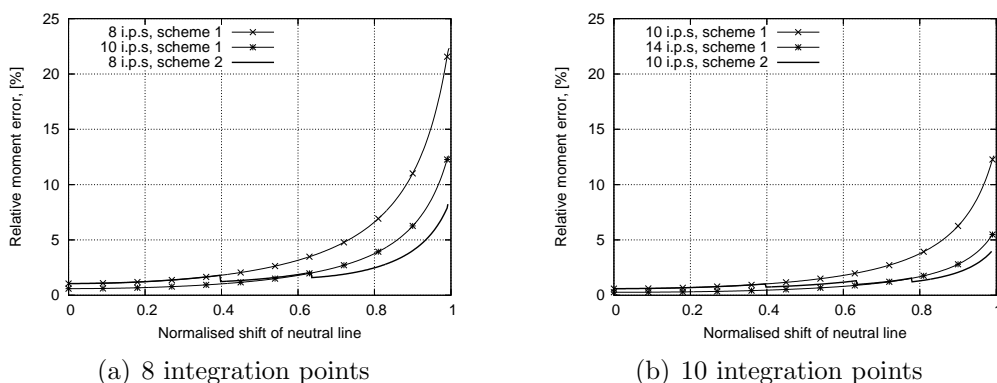 25
20
15
10
5
0
Relative moment error, [%]
8 i.p.s, scheme 1
10 i.p.s, scheme 1
8 i.p.s, scheme 2
0 0.2 0.4 0.6 0.8 1
Normalised shift of neutral line
(a) 8 integration points
25
20
15
10
5
0
Relative moment error, [%]
10 i.p.s, scheme 1
14 i.p.s, scheme 1
10 i.p.s, scheme 2
0 0.2 0.4 0.6 0.8 1
Normalised shift of neutral line
(b) 10 integration points